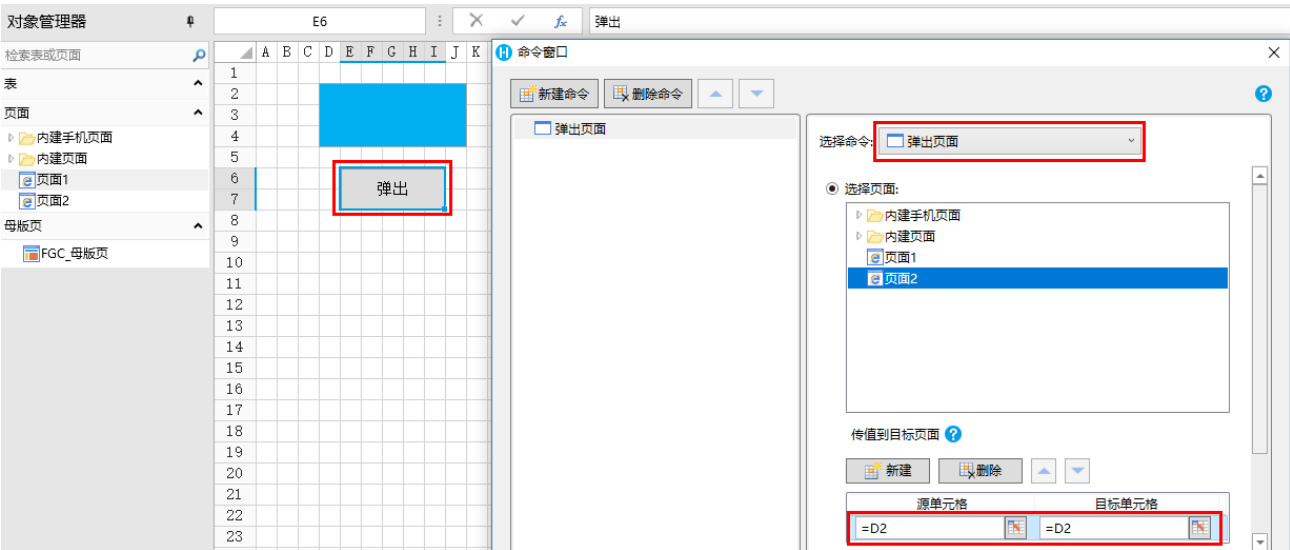 对象管理器
E6
fx
弹出
检索表或页面
表
页面
内建手机页面
内建页面
页面1
页面2
母版页
FGC_母版页
A B C D E F G H I J K
1
2
3
4
5
6
7
8
9
10
11
12
13
14
15
16
17
18
19
20
21
22
23
弹出
命令窗口
新建命令
删除命令
弹出页面
选择命令:
弹出页面
选择页面:
内建手机页面
内建页面
页面1
页面2
传值到目标页面
新建
删除
源单元格
目标单元格
=D2
=D2